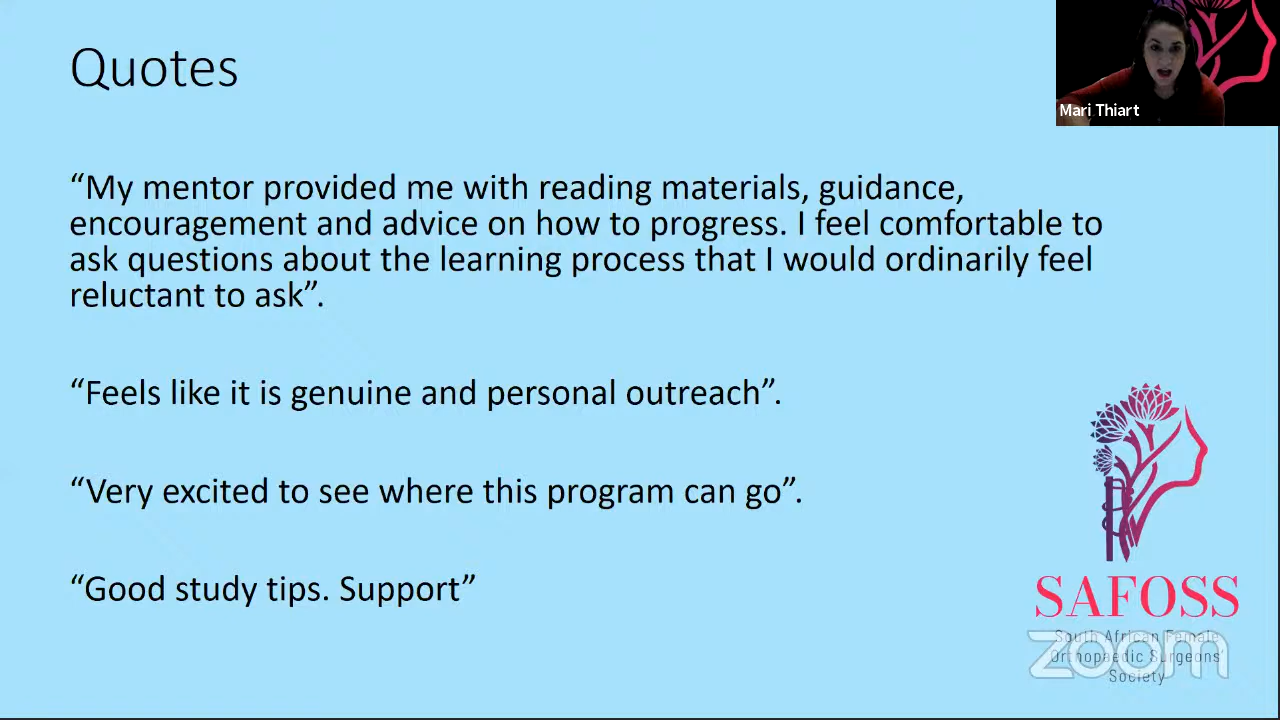 Quotes
Mari Thiart
“My mentor provided me with reading materials, guidance,
encouragement and advice on how to progress. I feel comfortable to
ask questions about the learning process that I would ordinarily feel
reluctant to ask”.
“Feels like it is genuine and personal outreach”.
“Very excited to see where this program can go”.
“Good study tips. Support”
SAFOSS
South African Female
Orthopaedic Surgeons’
Society
zoom